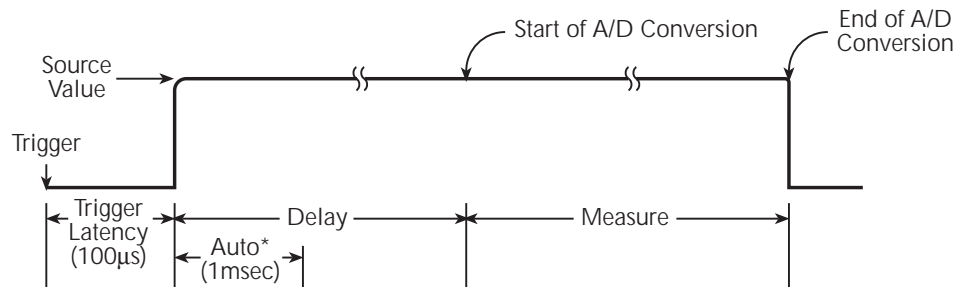 Start of A/D Conversion
End of A/D
Conversion
Source
Value
Trigger
Trigger
Latency
(100µs)
Delay
Measure
Auto*
(1msec)